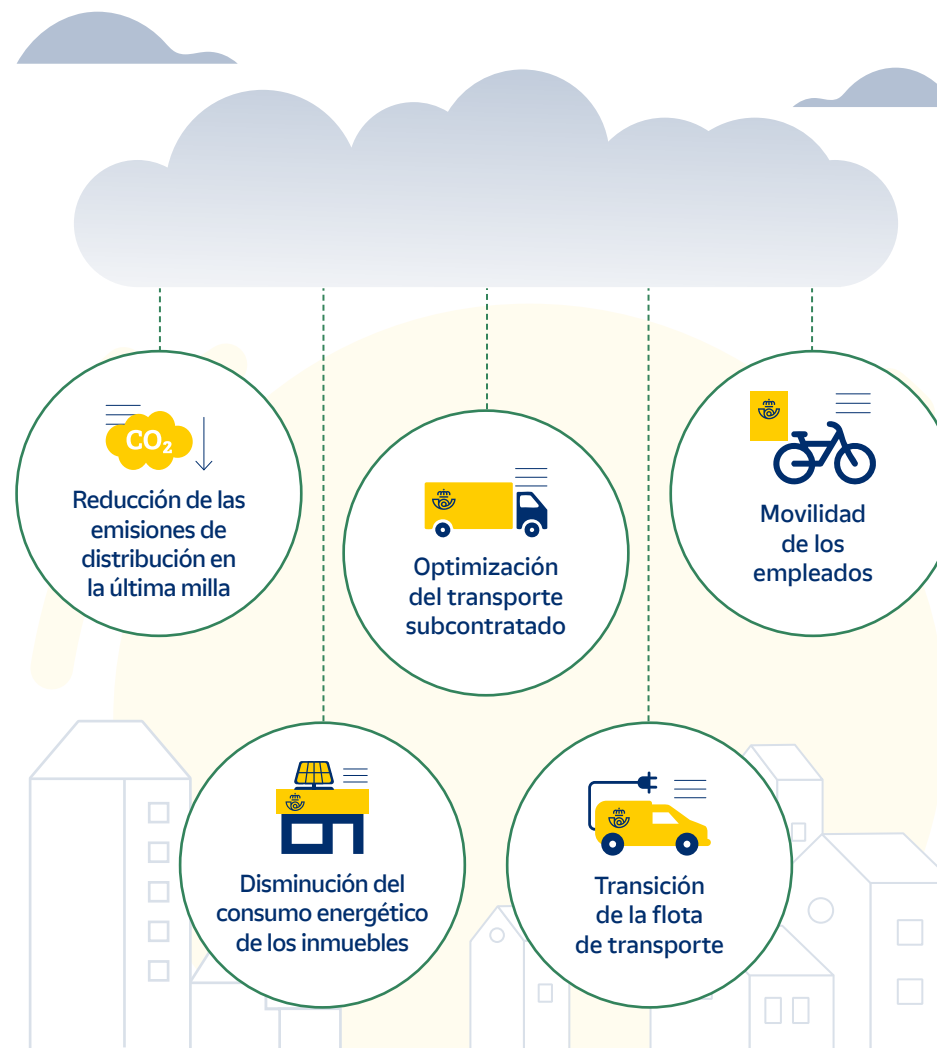 CO₂
Reducción de las
emisiones de
distribución en
la última milla
Optimización
del transporte
subcontratado
Movilidad
de los
empleados
Disminución del
consumo energético
de los inmuebles
Transición
de la flota
de transporte